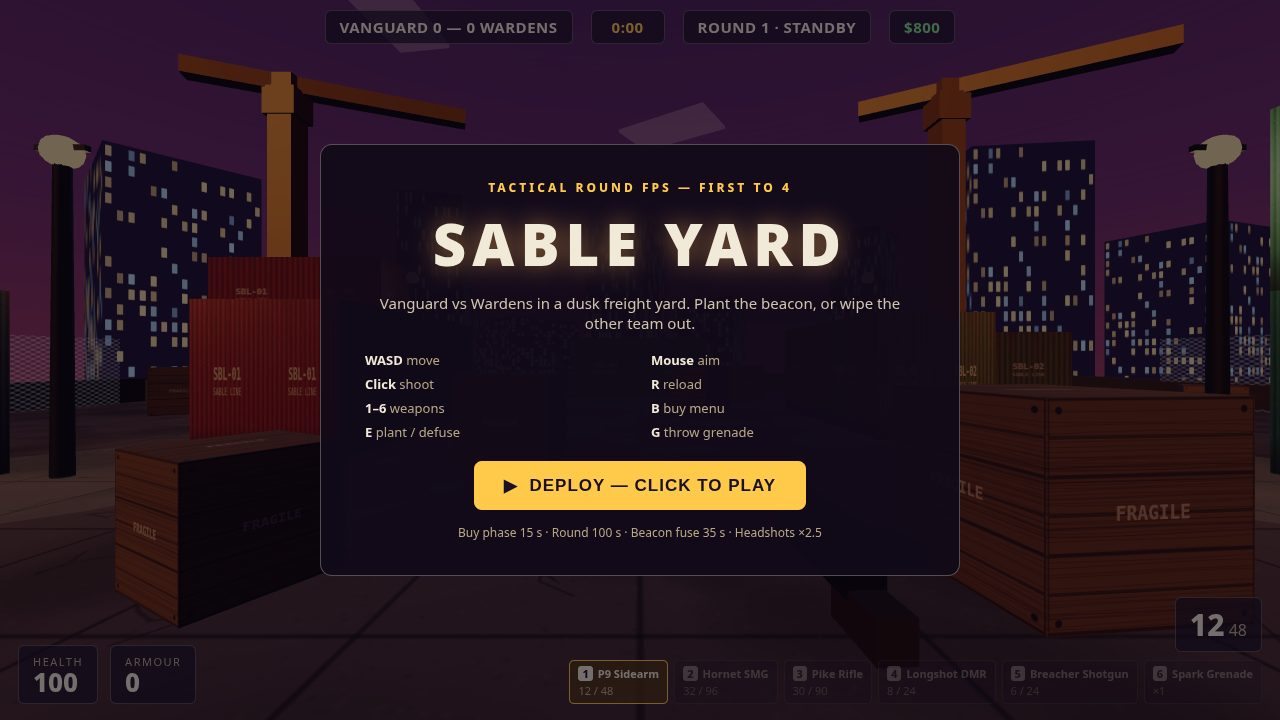 VANGUARD 0 — 0 WARDENS
0:00
ROUND 1 · STANDBY
$800
TACTICAL ROUND FPS — FIRST TO 4
SABLE YARD
Vanguard vs Wardens in a dusk freight yard. Plant the beacon, or wipe the
other team out.
WASD move
Mouse aim
Click shoot
R reload
1–6 weapons
B buy menu
E plant / defuse
G throw grenade
▶ DEPLOY — CLICK TO PLAY
Buy phase 15 s · Round 100 s · Beacon fuse 35 s · Headshots ×2.5
SBL-01
SBL-01
SABLE LINE
SBL-01
SABLE LINE
SBL-02
FRAGILE
FRAGILE
FRAGILE
12 48
HEALTH
100
ARMOUR
0
1 P9 Sidearm
12 / 48
2 Hornet SMG
32 / 96
3 Pike Rifle
30 / 90
4 Longshot DMR
8 / 24
5 Breacher Shotgun
6 / 24
6 Spark Grenade
×1